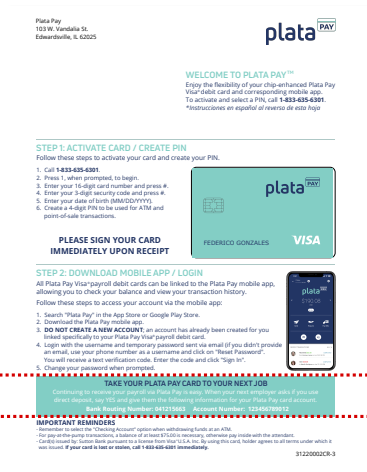 Plata Pay
103 W. Vandalia St.
Edwardsville, IL 62025
plata PAY
WELCOME TO PLATA PAY™
Enjoy the flexibility of your chip-enhanced Plata Pay
Visa® debit card and corresponding mobile app.
To activate and select a PIN, call 1-833-635-6301.
*Instrucciones en español al reverso de esta hoja
STEP 1: ACTIVATE CARD / CREATE PIN
Follow these steps to activate your card and create your PIN.
1. Call 1-833-635-6301.
2. Press 1, when prompted, to begin.
3. Enter your 16-digit card number and press #.
4. Enter your 3-digit security code and press #.
5. Enter your date of birth (MM/DD/YYYY).
6. Create a 4-digit PIN to be used for ATM and
point-of-sale transactions.
PLEASE SIGN YOUR CARD
IMMEDIATELY UPON RECEIPT
plata PAY
FEDERICO GONZALES
VISA
STEP 2: DOWNLOAD MOBILE APP / LOGIN
All Plata Pay Visa® payroll debit cards can be linked to the Plata Pay mobile app,
allowing you to check your balance and view your transaction history.
Follow these steps to access your account via the mobile app:
1. Search "Plata Pay" in the App Store or Google Play Store.
2. Download the Plata Pay mobile app.
3. DO NOT CREATE A NEW ACCOUNT; an account has already been created for you
linked specifically to your Plata Pay Visa® payroll debit card.
4. Login with the username and temporary password sent via email (if you didn't provide
an email, use your phone number as a username and click on "Reset Password".
You will receive a text verification code. Enter the code and click "Sign In".
5. Change your password when prompted.
plata PAY
TAKE YOUR PLATA PAY CARD TO YOUR NEXT JOB
Continuing to receive your payroll via Plata Pay is easy. When your next employer asks if you use
direct deposit, say YES and give them the following information for your Plata Pay card account.
Bank Routing Number: 041215663 Account Number: 123456789012
IMPORTANT REMINDERS
- Remember to select the "Checking Account" option when withdrawing funds at an ATM.
- For pay-at-the-pump transactions, a balance of at least $75.00 is necessary, otherwise pay inside with the attendant.
- Card(s) issued by: Sutton Bank pursuant to a license from Visa® U.S.A. Inc. By using this card, holder agrees to all terms under which it
was issued. If your card is lost or stolen, call 1-833-635-6301 immediately.
31220002CR-3